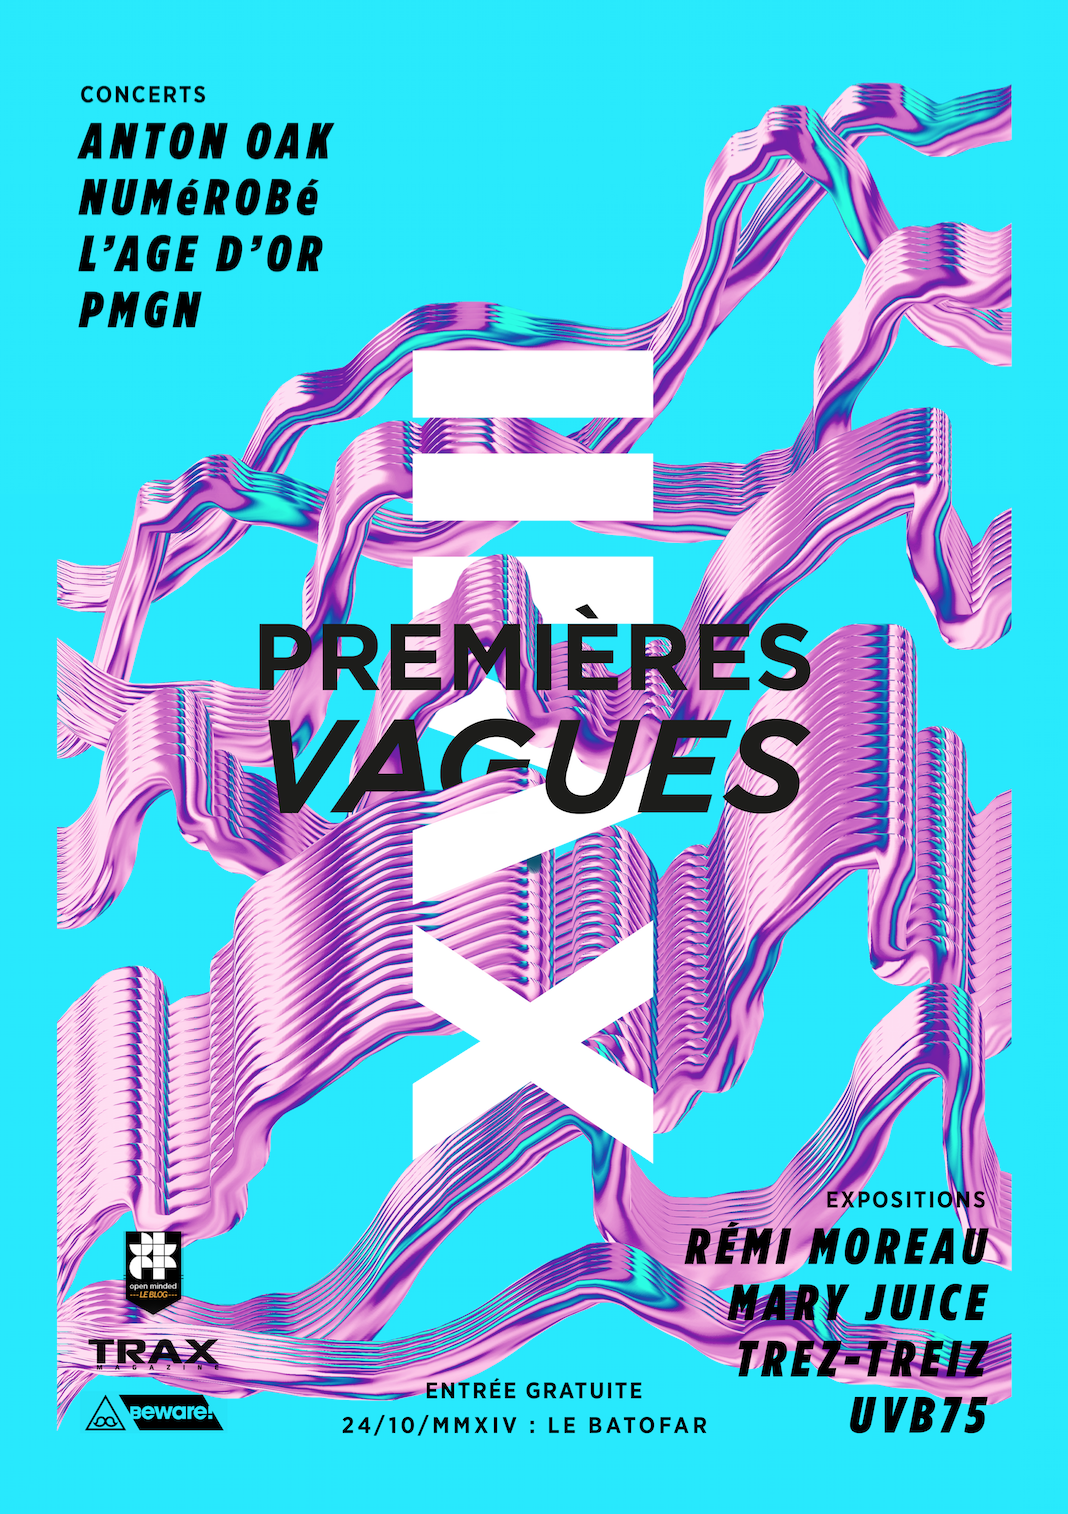 CONCERTS
ANTON OAK
NUMéROBé
L'AGE D'OR
PMGN
XVIII
PREMIÈRES
VAGUES
EXPOSITIONS
RÉMI MOREAU
MARY JUICE
TREZ-TREIZ
UVB75
open minded
---LE BLOG---
TRAX
MAGAZINE
Beware!
ENTRÉE GRATUITE
24/10/MMXIV : LE BATOFAR